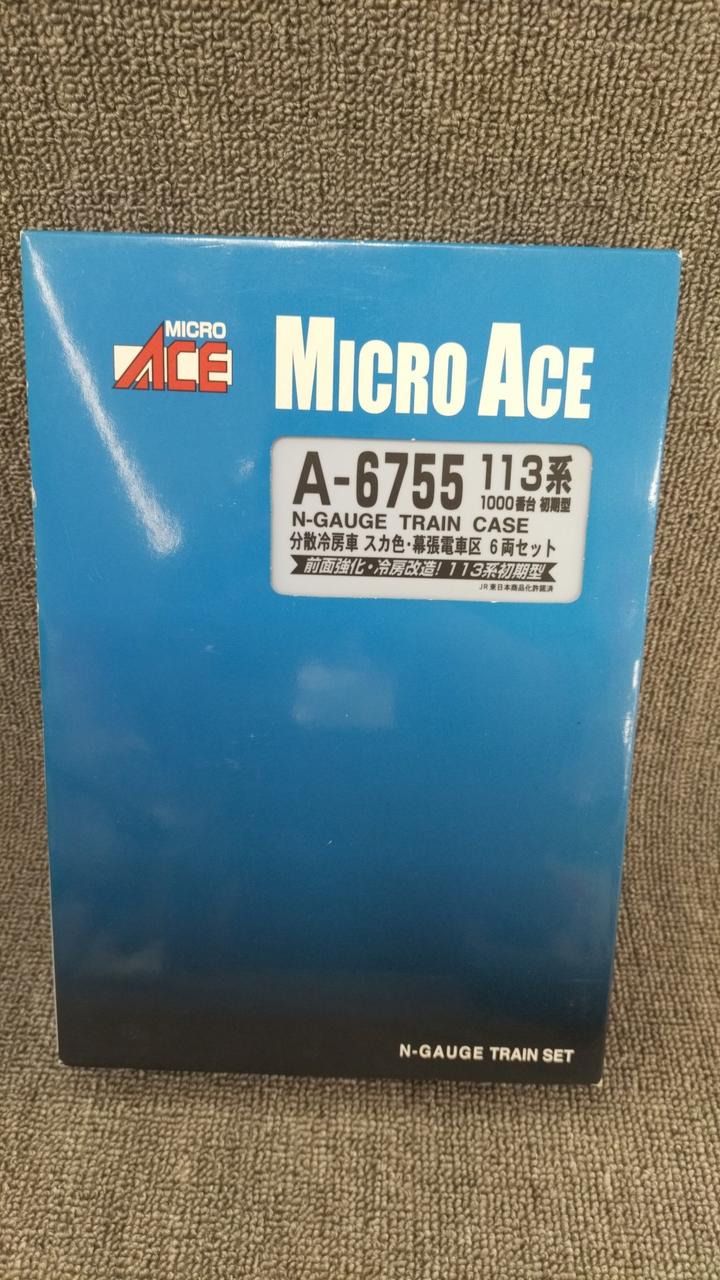 MICRO
ACE
MICRO ACE
A-6755 113系
1000番台 初期型
N-GAUGE TRAIN CASE
分散冷房車 スカ色・幕張電車区 6両セット
前面強化・冷房改造! 113系初期型
JR東日本商品化許諾済
N-GAUGE TRAIN SET